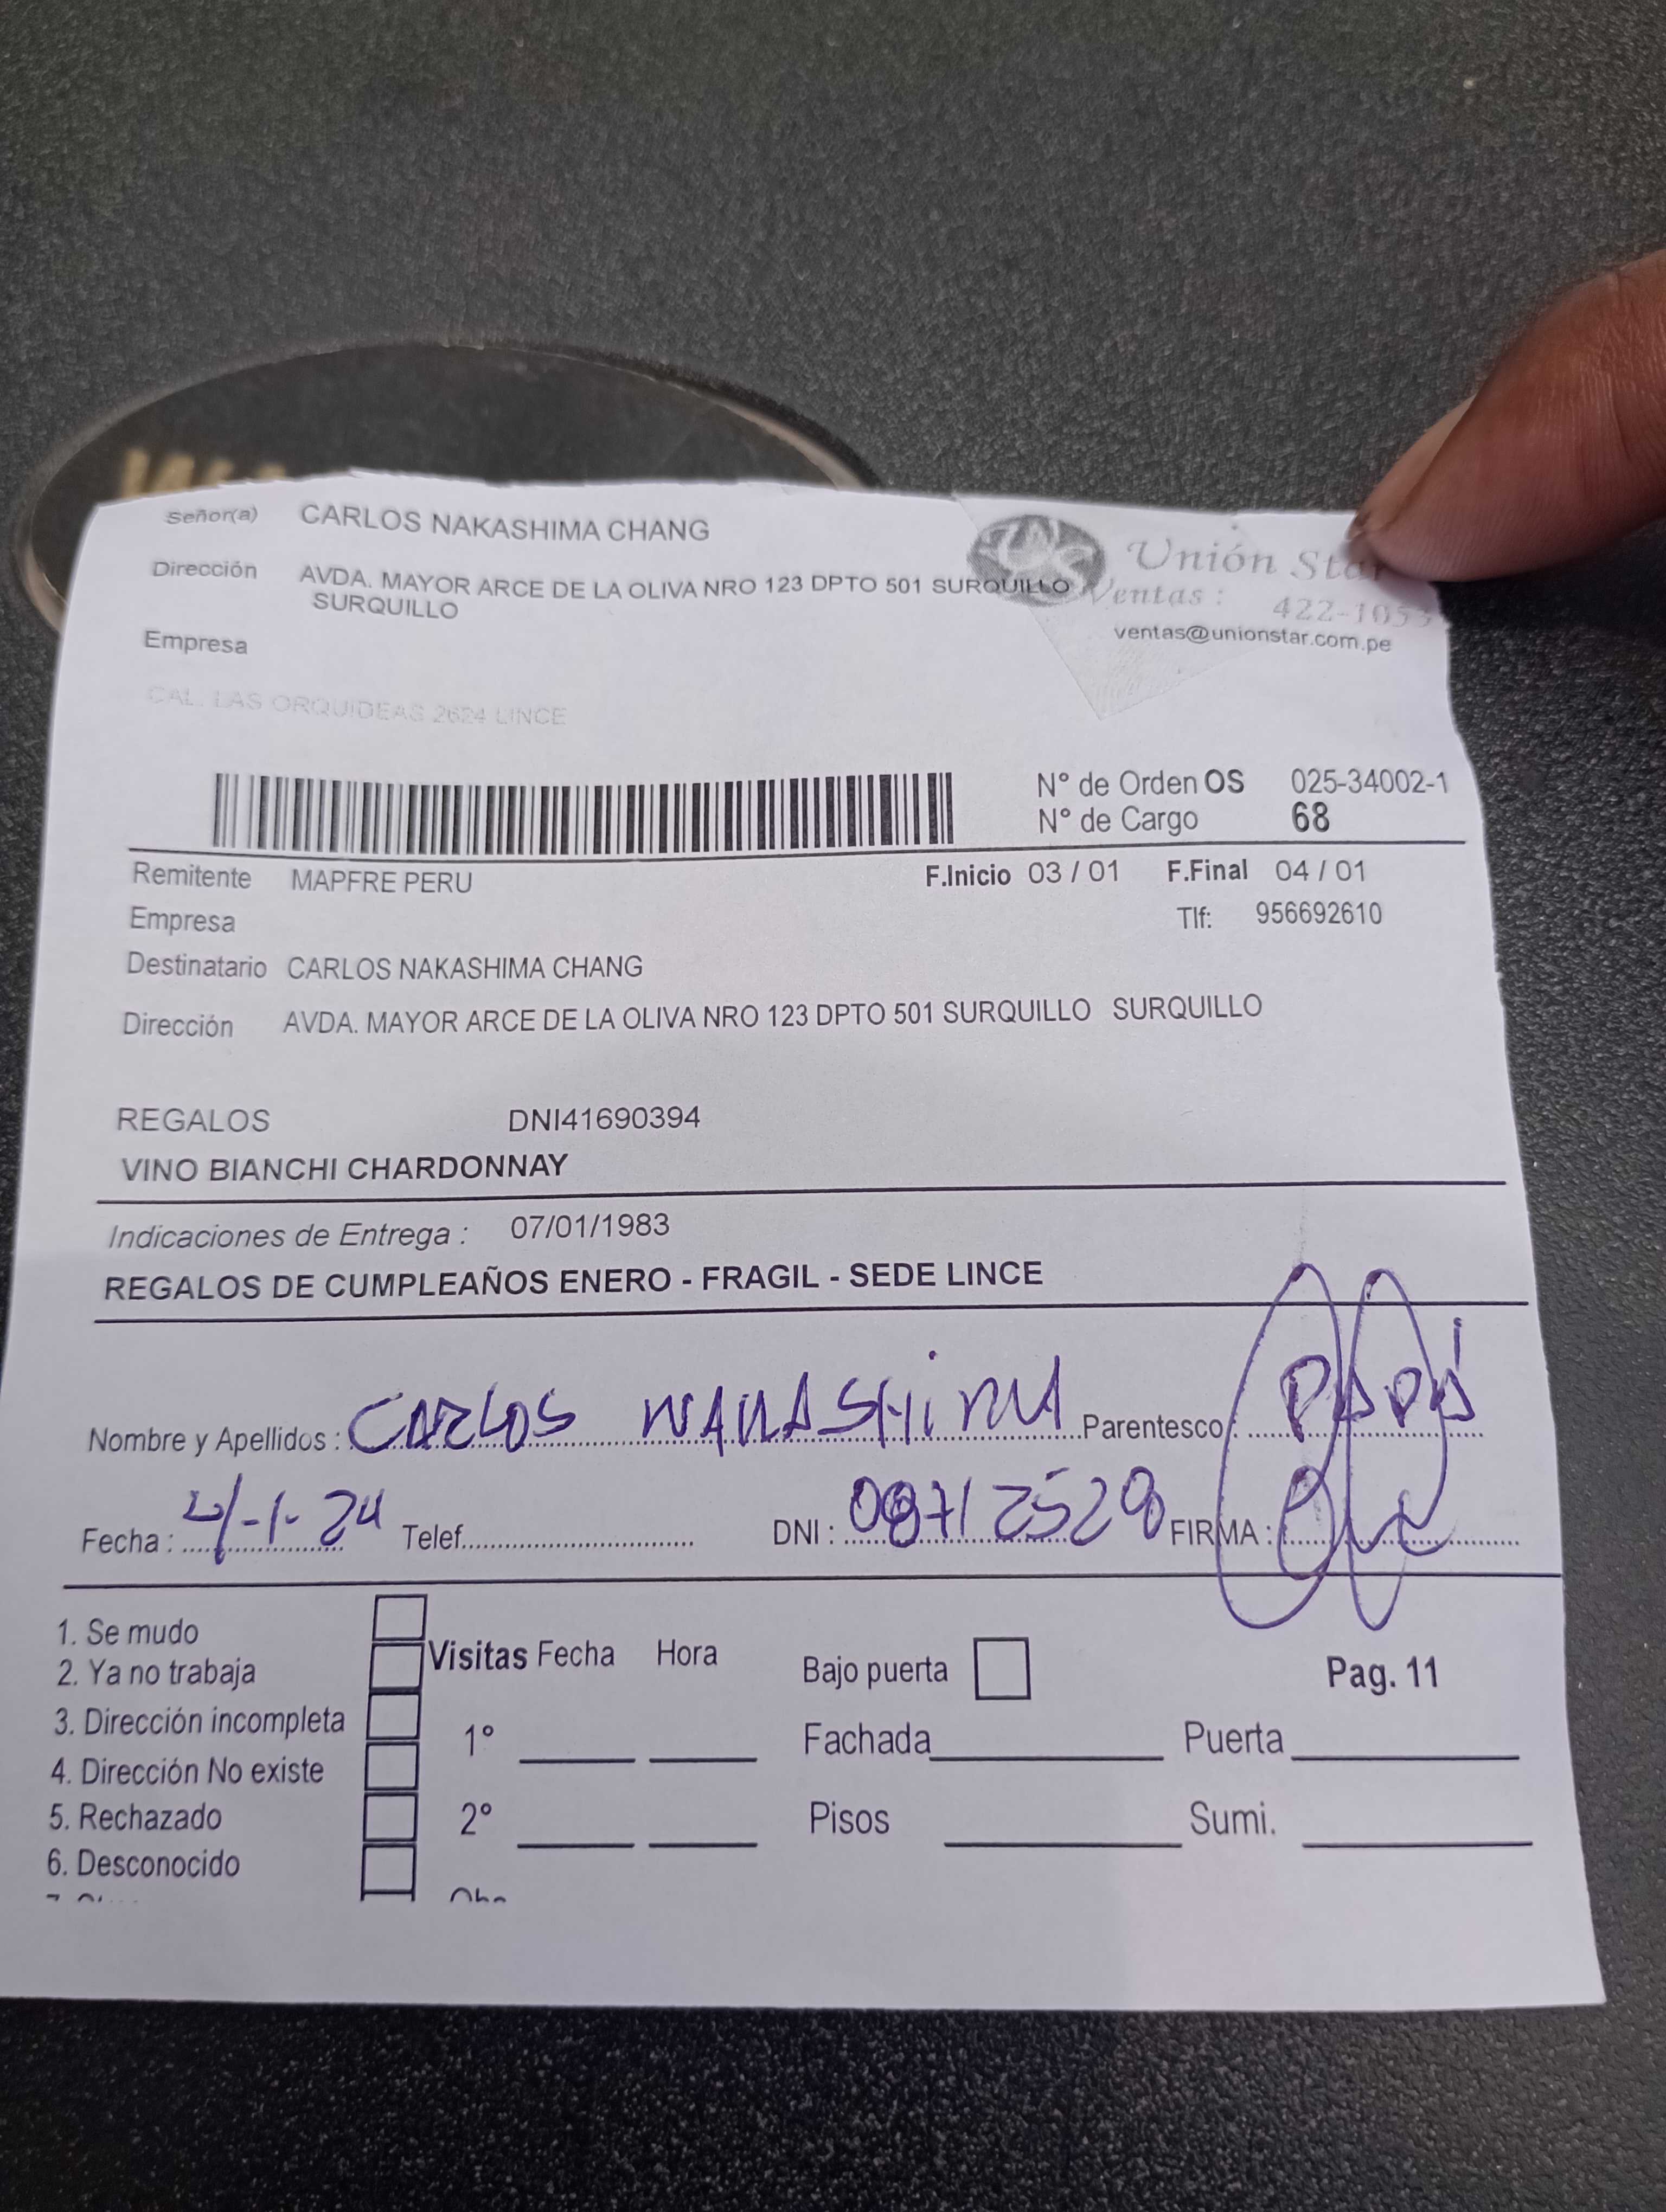 Señor(a) CARLOS NAKASHIMA CHANG
Dirección AVDA. MAYOR ARCE DE LA OLIVA NRO 123 DPTO 501 SURQUILLO
SURQUILLO
Unión Star
Ventas : 422-1053
ventas@unionstar.com.pe
Empresa
CAL. LAS ORQUIDEAS 2624 LINCE
N° de Orden OS 025-34002-1
N° de Cargo 68
Remitente MAPFRE PERU F.Inicio 03 / 01 F.Final 04 / 01
Empresa Tlf: 956692610
Destinatario CARLOS NAKASHIMA CHANG
Dirección AVDA. MAYOR ARCE DE LA OLIVA NRO 123 DPTO 501 SURQUILLO SURQUILLO
REGALOS DNI41690394
VINO BIANCHI CHARDONNAY
Indicaciones de Entrega : 07/01/1983
REGALOS DE CUMPLEAÑOS ENERO - FRAGIL - SEDE LINCE
Nombre y Apellidos : CARLOS NAKASHIMA Parentesco : PAPÁ
Fecha : 4-1-24 Telef. DNI : 08712529 FIRMA :
1. Se mudo
2. Ya no trabaja
3. Dirección incompleta
4. Dirección No existe
5. Rechazado
6. Desconocido
Visitas Fecha Hora
1°
2°
Bajo puerta Pag. 11
Fachada Puerta
Pisos Sumi.